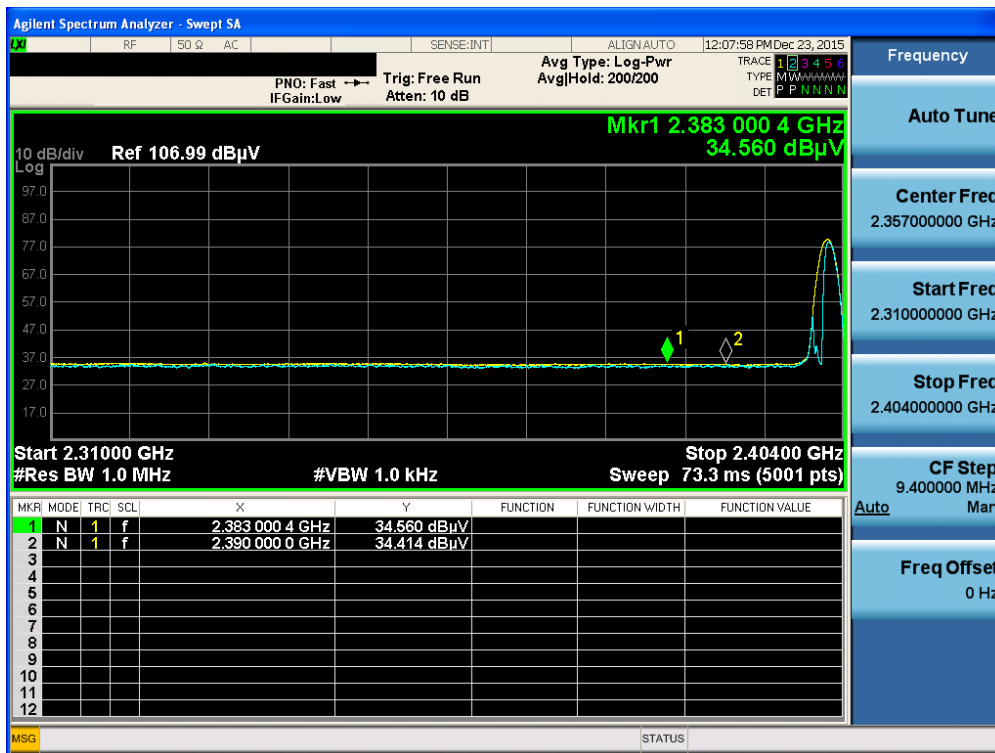 Agilent Spectrum Analyzer - Swept SA
LXI RF 50 Ω AC SENSE:INT ALIGN AUTO 12:07:58 PM Dec 23, 2015
Frequency
Avg Type: Log-Pwr TRACE 1 2 3 4 5 6
PNO: Fast Trig: Free Run Avg|Hold: 200/200 TYPE M W
IFGain:Low Atten: 10 dB DET P P N N N N
Auto Tune
Mkr1 2.383 000 4 GHz
10 dB/div Ref 106.99 dBµV 34.560 dBµV
Log
97.0
87.0
77.0
67.0
57.0
47.0
37.0
27.0
17.0
1
2
Center Freq
2.357000000 GHz
Start Freq
2.310000000 GHz
Stop Freq
2.404000000 GHz
Start 2.31000 GHz Stop 2.40400 GHz
#Res BW 1.0 MHz #VBW 1.0 kHz Sweep 73.3 ms (5001 pts)
CF Step
9.400000 MHz
Auto Man
MKR MODE TRC SCL X Y FUNCTION FUNCTION WIDTH FUNCTION VALUE
1 N 1 f 2.383 000 4 GHz 34.560 dBµV
2 N 1 f 2.390 000 0 GHz 34.414 dBµV
3
4
5
6
7
8
9
10
11
12
Freq Offset
0 Hz
MSG STATUS